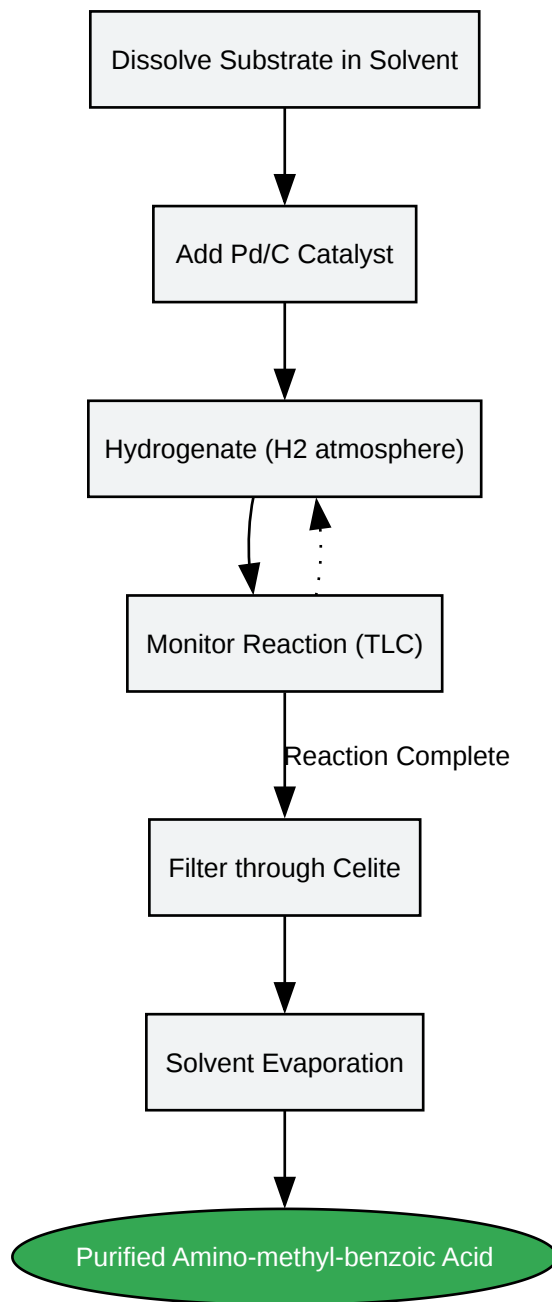 Dissolve Substrate in Solvent
Add Pd/C Catalyst
Hydrogenate (H2 atmosphere)
Monitor Reaction (TLC)
Reaction Complete
Filter through Celite
Solvent Evaporation
Purified Amino-methyl-benzoic Acid